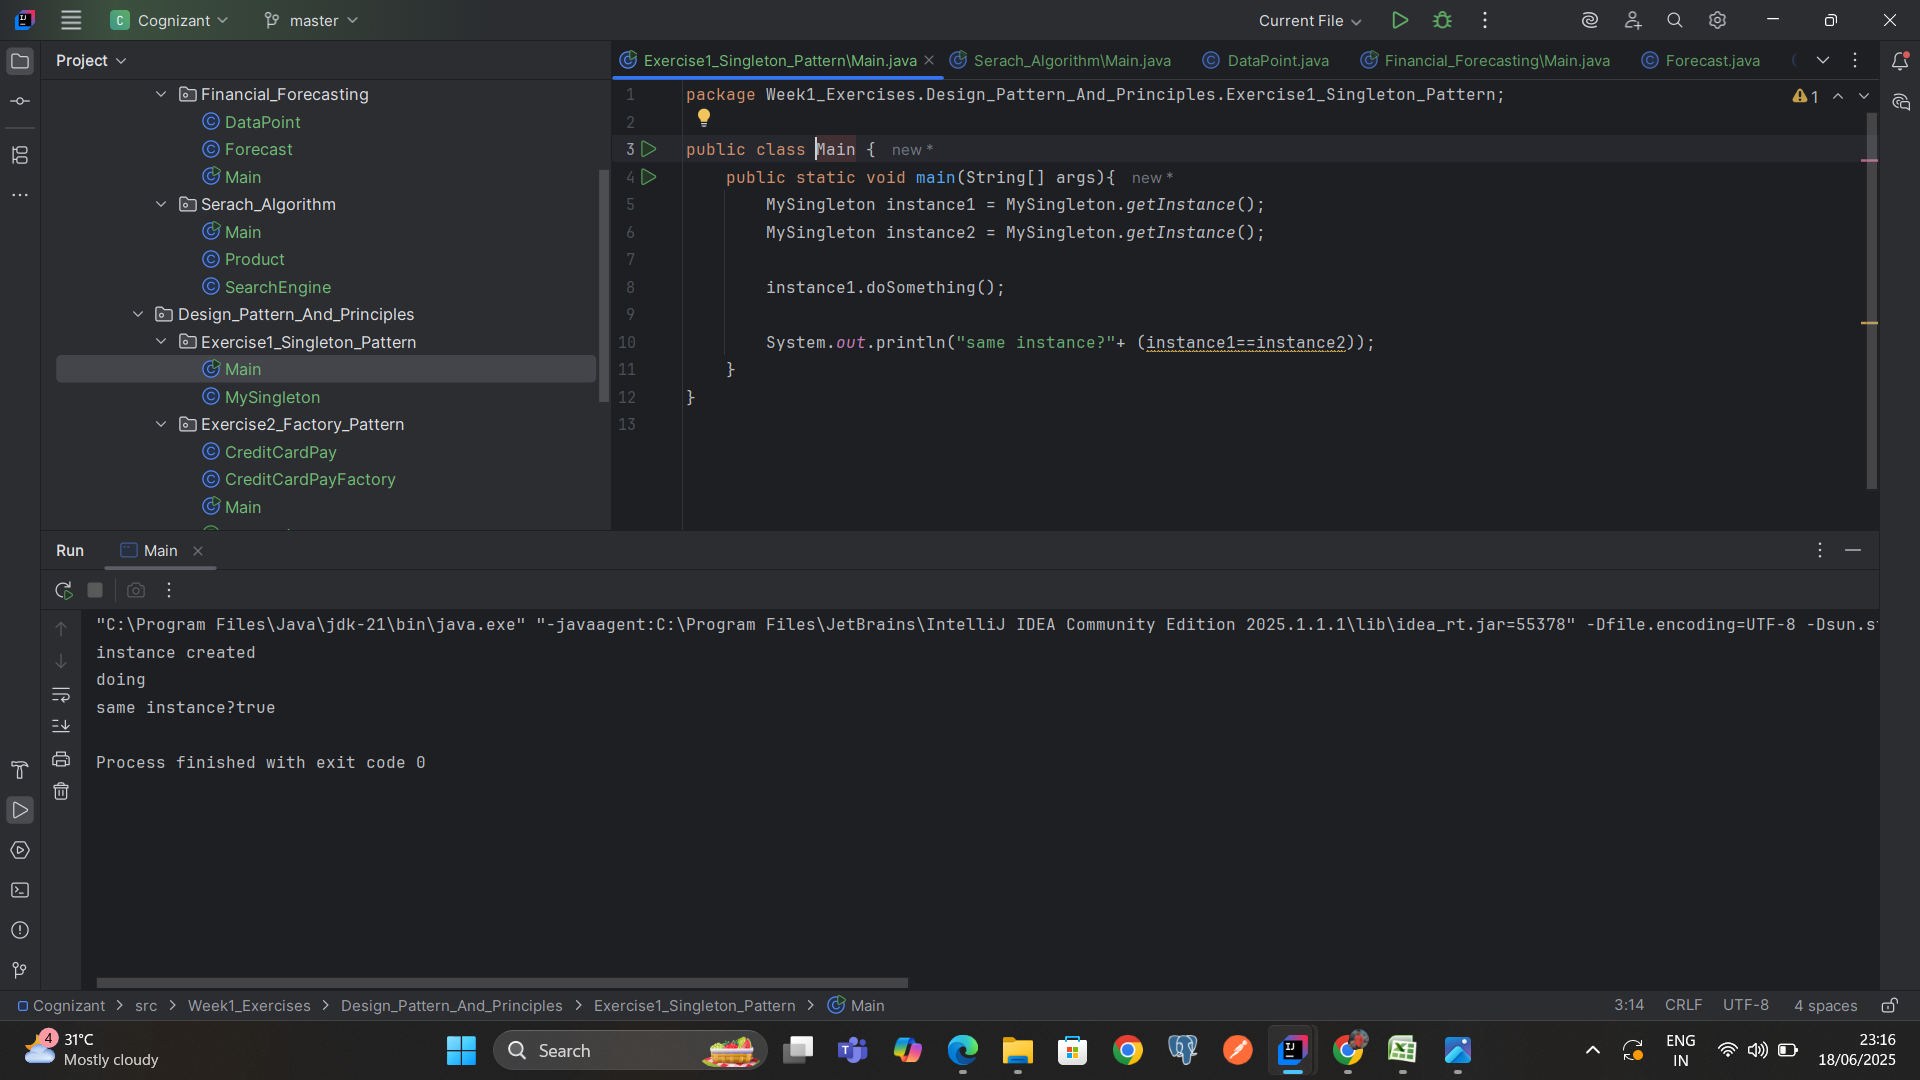 C Cognizant master Current File
Project
Exercise1_Singleton_Pattern\Main.java Serach_Algorithm\Main.java DataPoint.java Financial_Forecasting\Main.java Forecast.java
Financial_Forecasting
DataPoint
Forecast
Main
Serach_Algorithm
Main
Product
SearchEngine
Design_Pattern_And_Principles
Exercise1_Singleton_Pattern
Main
MySingleton
Exercise2_Factory_Pattern
CreditCardPay
CreditCardPayFactory
Main
1 package Week1_Exercises.Design_Pattern_And_Principles.Exercise1_Singleton_Pattern;
1
2
3 public class Main { new *
4 public static void main(String[] args){ new *
5 MySingleton instance1 = MySingleton.getInstance();
6 MySingleton instance2 = MySingleton.getInstance();
7
8 instance1.doSomething();
9
10 System.out.println("same instance?"+ (instance1==instance2));
11 }
12 }
13
Run Main
"C:\Program Files\Java\jdk-21\bin\java.exe" "-javaagent:C:\Program Files\JetBrains\IntelliJ IDEA Community Edition 2025.1.1.1\lib\idea_rt.jar=55378" -Dfile.encoding=UTF-8
instance created
doing
same instance?true
Process finished with exit code 0
Cognizant > src > Week1_Exercises > Design_Pattern_And_Principles > Exercise1_Singleton_Pattern > Main 3:14 CRLF UTF-8 4 spaces
4 31°C
Mostly cloudy
Search
ENG
IN
23:16
18/06/2025